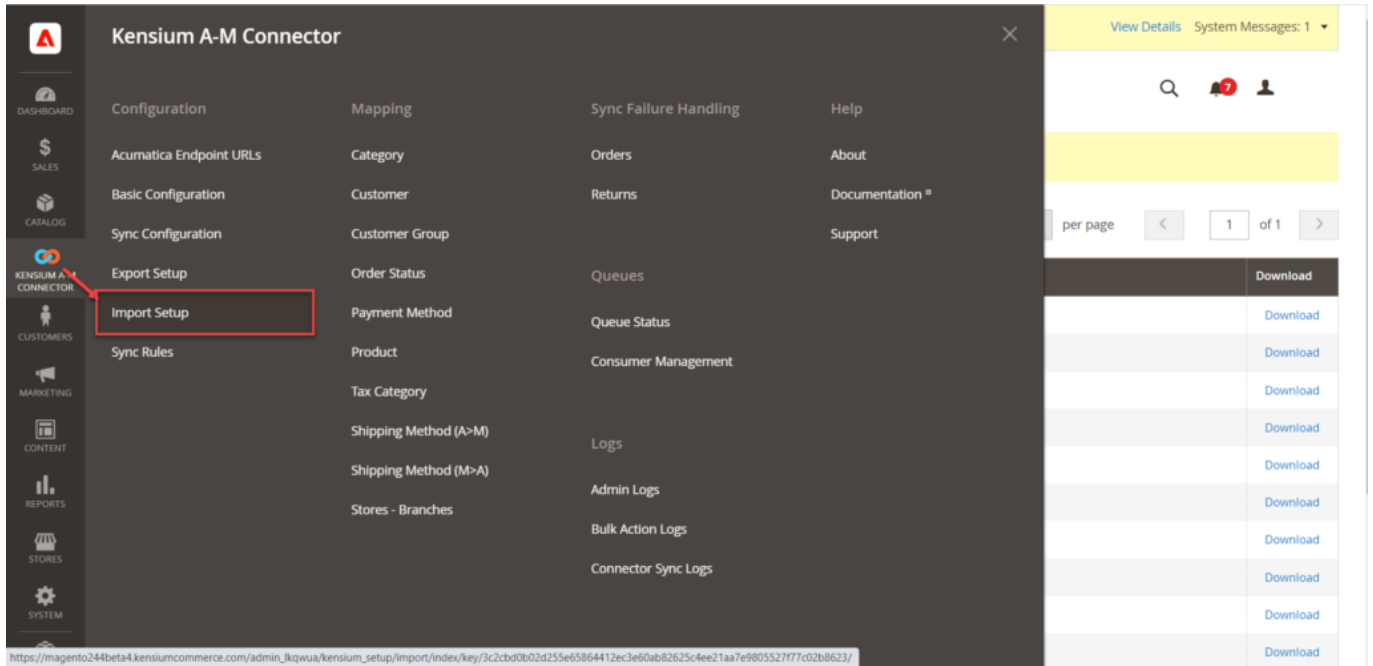 Kensium A-M Connector
View Details System Messages: 1
7
DASHBOARD
SALES
CATALOG
KENSIUM A-M
CONNECTOR
CUSTOMERS
MARKETING
CONTENT
REPORTS
STORES
SYSTEM
Configuration
Acumatica Endpoint URLs
Basic Configuration
Sync Configuration
Export Setup
Import Setup
Sync Rules
Mapping
Category
Customer
Customer Group
Order Status
Payment Method
Product
Tax Category
Shipping Method (A>M)
Shipping Method (M>A)
Stores - Branches
Sync Failure Handling
Orders
Returns
Queues
Queue Status
Consumer Management
Logs
Admin Logs
Bulk Action Logs
Connector Sync Logs
Help
About
Documentation
Support
per page 1 of 1
Download
Download
Download
Download
Download
Download
Download
Download
Download
Download
Download
https://magento244beta4.kensiumcommerce.com/admin_lkqwua/kensium_setup/import/index/key/3c2cbd0b02d255e65864412ec3e60ab82625c4ee21aa7e9805527f77c02b8623/